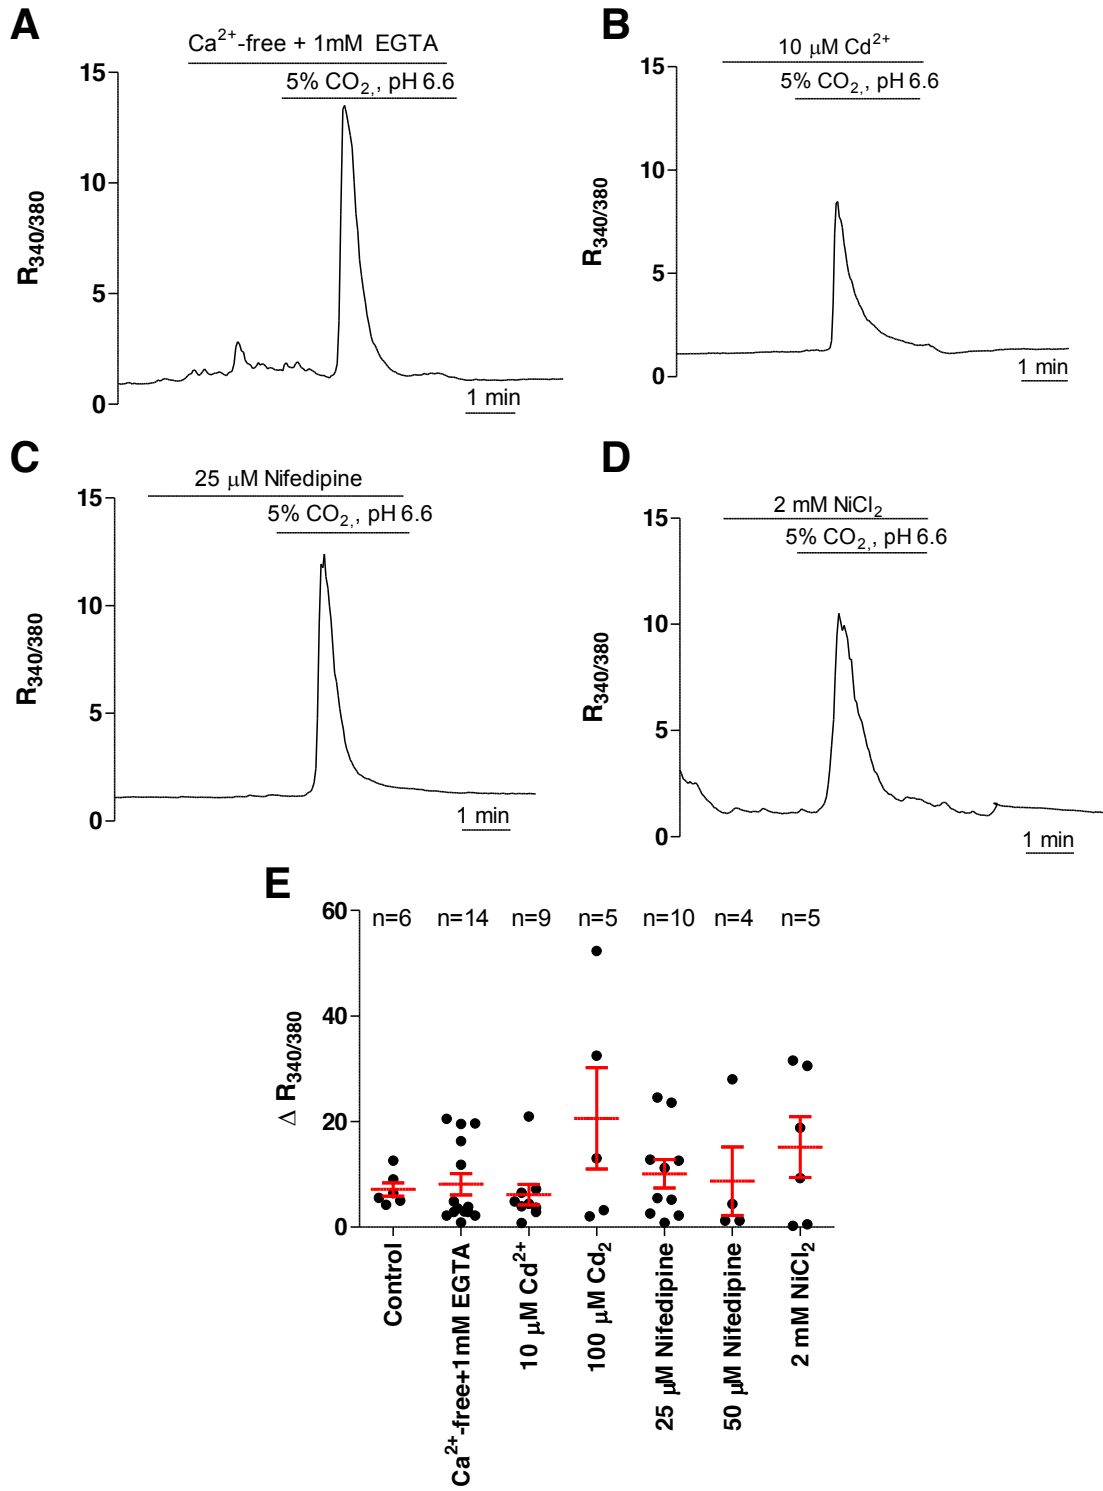 A
Ca²⁺-free + 1mM EGTA
5% CO₂,, pH 6.6
15
10
5
0
R₃₄₀/₃₈₀
1 min
B
10 μM Cd²⁺
5% CO₂,, pH 6.6
15
10
5
0
R₃₄₀/₃₈₀
1 min
C
25 μM Nifedipine
5% CO₂,, pH 6.6
15
10
5
0
R₃₄₀/₃₈₀
1 min
D
2 mM NiCl₂
5% CO₂,, pH 6.6
15
10
5
0
R₃₄₀/₃₈₀
1 min
E
60
40
20
0
Δ R₃₄₀/₃₈₀
n=6 n=14 n=9 n=5 n=10 n=4 n=5
Control
Ca²⁺-free+1mM EGTA
10 μM Cd²⁺
100 μM Cd₂
25 μM Nifedipine
50 μM Nifedipine
2 mM NiCl₂